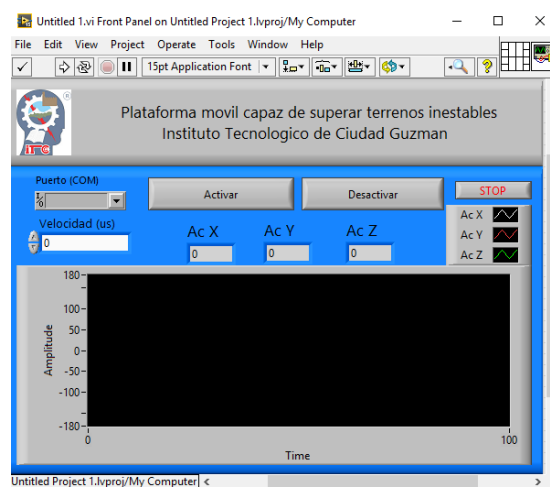 Untitled 1.vi Front Panel on Untitled Project 1.lvproj/My Computer
File Edit View Project Operate Tools Window Help
15pt Application Font
Plataforma movil capaz de superar terrenos inestables
Instituto Tecnologico de Ciudad Guzman
ITCG
Puerto (COM)
Activar
Desactivar
STOP
Velocidad (us)
0
Ac X
Ac Y
Ac Z
0
0
0
Ac X
Ac Y
Ac Z
Amplitude
180
100
50
0
-50
-100
-180
0
100
Time
Untitled Project 1.lvproj/My Computer